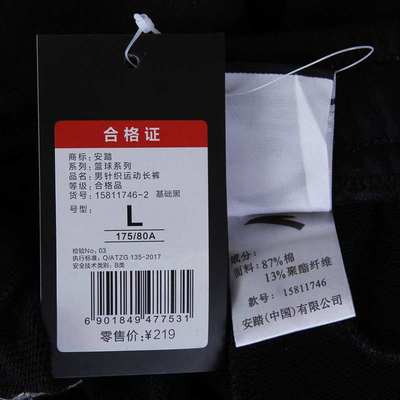 合格证
商标: 安踏
系列: 篮球系列
品名: 男针织运动长裤
等级: 合格品
货号: 15811746-2 基础黑
号型:
L
175/80A
检验No. 03
执行标准: Q/ATZG 135-2017
安全技术类别: B类
6 901849 477531
零售价: ¥219
成分:
面料: 87%棉
13%聚酯纤维
款号: 15811746
安踏(中国)有限公司